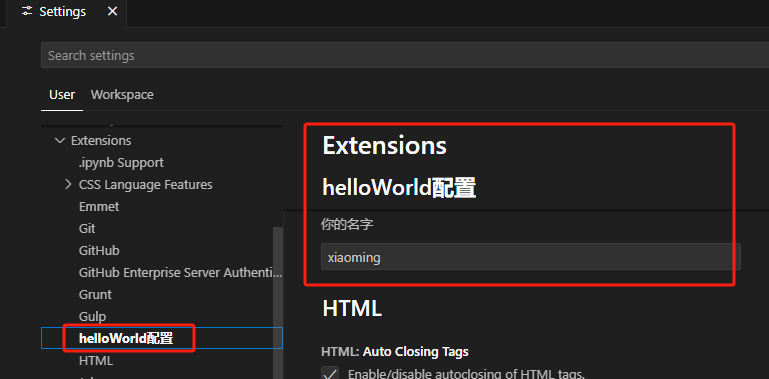 Settings
Search settings
User Workspace
Extensions
.ipynb Support
CSS Language Features
Emmet
Git
GitHub
GitHub Enterprise Server Authenti...
Grunt
Gulp
helloWorld配置
HTML
Extensions
helloWorld配置
你的名字
xiaoming
HTML
HTML: Auto Closing Tags
Enable/disable autoclosing of HTML tags.